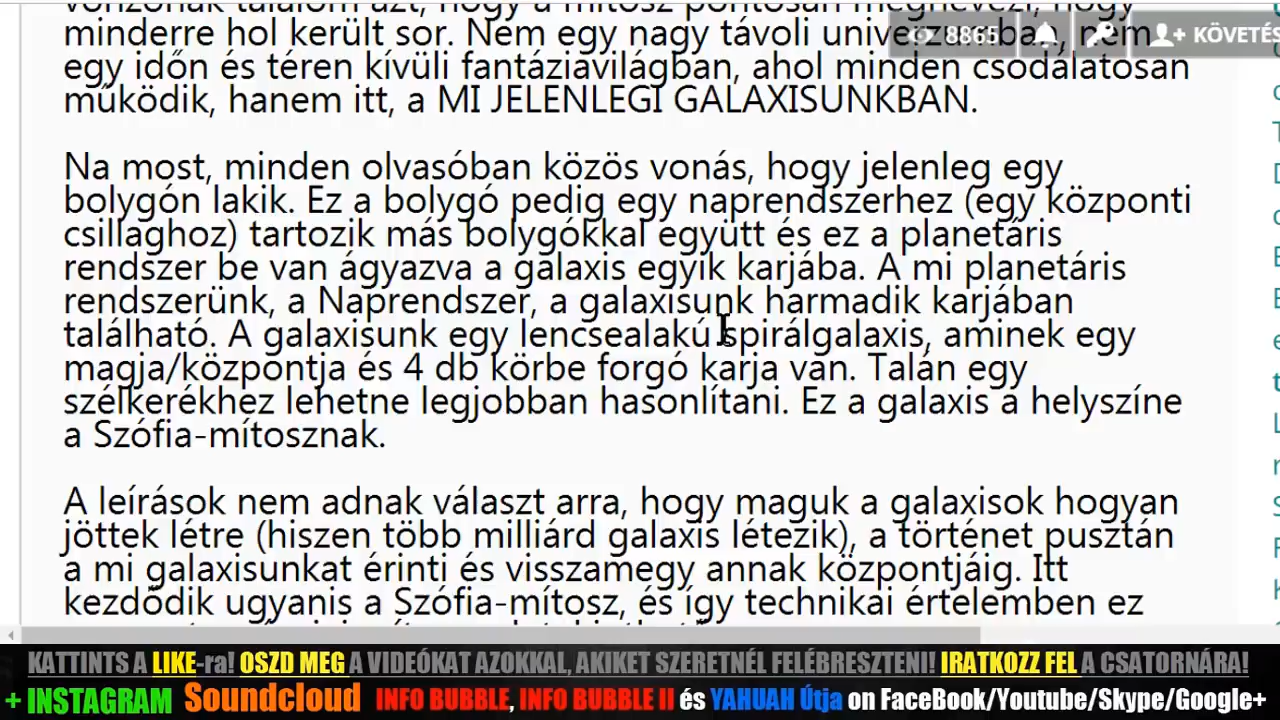 vonzónak találom azt, hogy a mítosz pontosan megnevezi, hogy
minderre hol került sor. Nem egy nagy távoli univerzumban, nem
8865 KÖVETÉS
egy időn és téren kívüli fantáziavilágban, ahol minden csodálatosan
működik, hanem itt, a MI JELENLEGI GALAXISUNKBAN.
Na most, minden olvasóban közös vonás, hogy jelenleg egy
bolygón lakik. Ez a bolygó pedig egy naprendszerhez (egy központi
csillaghoz) tartozik más bolygókkal együtt és ez a planetáris
rendszer be van ágyazva a galaxis egyik karjába. A mi planetáris
rendszerünk, a Naprendszer, a galaxisunk harmadik karjában
található. A galaxisunk egy lencsealakú spirálgalaxis, aminek egy
magja/központja és 4 db körbe forgó karja van. Talán egy
szélkerékhez lehetne legjobban hasonlítani. Ez a galaxis a helyszíne
a Szófia-mítosznak.
A leírások nem adnak választ arra, hogy maguk a galaxisok hogyan
jöttek létre (hiszen több milliárd galaxis létezik), a történet pusztán
a mi galaxisunkat érinti és visszamegy annak központjáig. Itt
kezdődik ugyanis a Szófia-mítosz, és így technikai értelemben ez
KATTINTS A LIKE-ra! OSZD MEG A VIDEÓKAT AZOKKAL, AKIKET SZERETNÉL FELÉBRESZTENI! IRATKOZZ FEL A CSATORNÁRA!
+ INSTAGRAM Soundcloud INFO BUBBLE, INFO BUBBLE II és YAHUAH Útja on FaceBook/Youtube/Skype/Google+